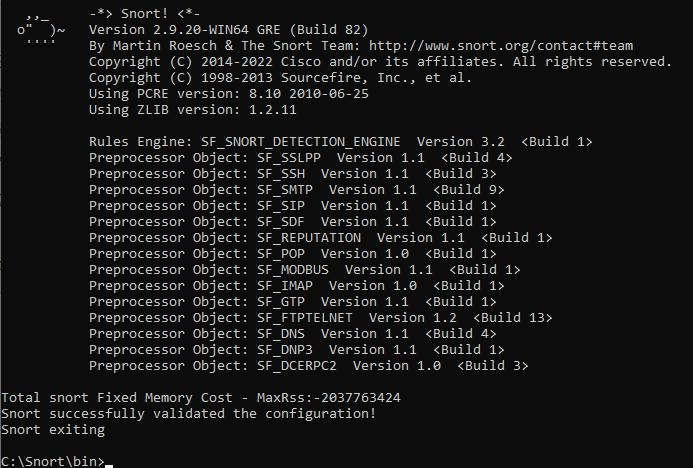 ,,_     -*> Snort! <*-
o"  )~   Version 2.9.20-WIN64 GRE (Build 82)
''''    By Martin Roesch & The Snort Team: http://www.snort.org/contact#team
Copyright (C) 2014-2022 Cisco and/or its affiliates. All rights reserved.
Copyright (C) 1998-2013 Sourcefire, Inc., et al.
Using PCRE version: 8.10 2010-06-25
Using ZLIB version: 1.2.11
Rules Engine: SF_SNORT_DETECTION_ENGINE  Version 3.2  <Build 1>
Preprocessor Object: SF_SSLPP  Version 1.1  <Build 4>
Preprocessor Object: SF_SSH  Version 1.1  <Build 3>
Preprocessor Object: SF_SMTP  Version 1.1  <Build 9>
Preprocessor Object: SF_SIP  Version 1.1  <Build 1>
Preprocessor Object: SF_SDF  Version 1.1  <Build 1>
Preprocessor Object: SF_REPUTATION  Version 1.1  <Build 1>
Preprocessor Object: SF_POP  Version 1.0  <Build 1>
Preprocessor Object: SF_MODBUS  Version 1.1  <Build 1>
Preprocessor Object: SF_IMAP  Version 1.0  <Build 1>
Preprocessor Object: SF_GTP  Version 1.1  <Build 1>
Preprocessor Object: SF_FTPTELNET  Version 1.2  <Build 13>
Preprocessor Object: SF_DNS  Version 1.1  <Build 4>
Preprocessor Object: SF_DNP3  Version 1.1  <Build 1>
Preprocessor Object: SF_DCERPC2  Version 1.0  <Build 3>
Total snort Fixed Memory Cost - MaxRss:-2037763424
Snort successfully validated the configuration!
Snort exiting
C:\Snort\bin>